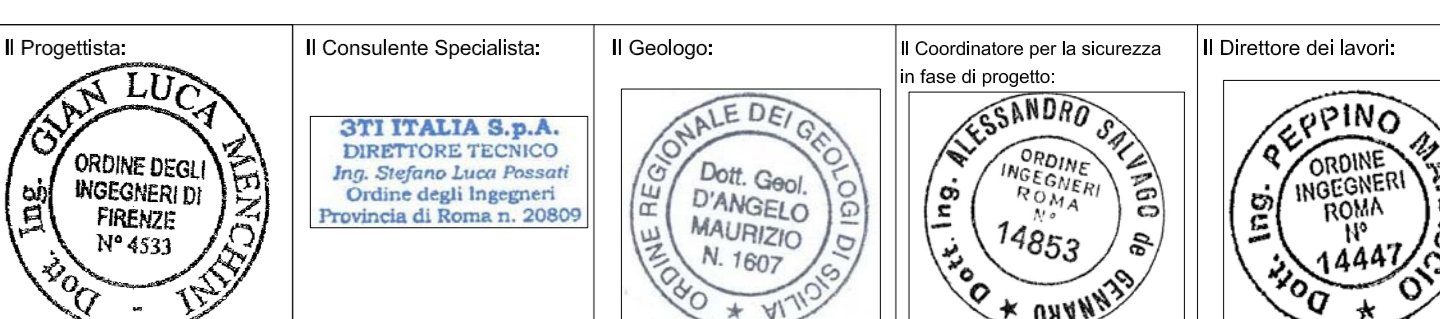 Il Progettista:
Dott. Ing. GIAN LUCA MENCHINI
ORDINE DEGLI
INGEGNERI DI
FIRENZE
N° 4533
-
Il Consulente Specialista:
3TI ITALIA S.p.A.
DIRETTORE TECNICO
Ing. Stefano Luca Possati
Ordine degli Ingegneri
Provincia di Roma n. 20809
Il Geologo:
ORDINE REGIONALE DEI GEOLOGI DI SICILIA
Dott. Geol.
D'ANGELO
MAURIZIO
N. 1607
Il Coordinatore per la sicurezza
in fase di progetto:
Dott. Ing. ALESSANDRO SALVAGO de GENNARO
ORDINE
INGEGNERI
ROMA
N°
14853
Il Direttore dei lavori:
Dott. Ing. PEPPINO
ORDINE
INGEGNERI
ROMA
N°
14447